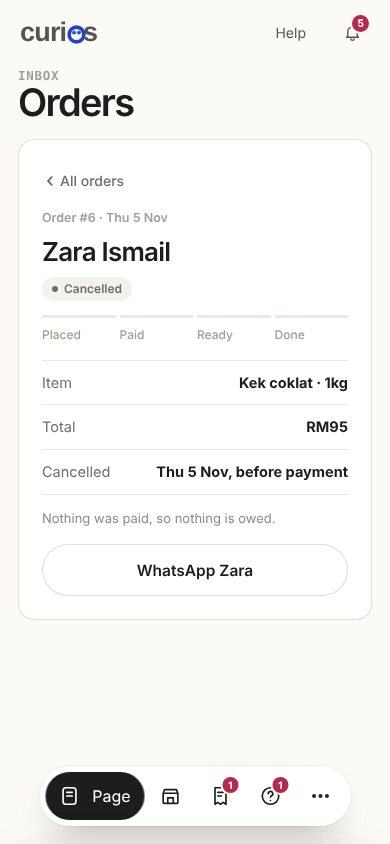 curios
Help
5
INBOX
Orders
All orders
Order #6 · Thu 5 Nov
Zara Ismail
Cancelled
Placed Paid Ready Done
Item Kek coklat · 1kg
Total RM95
Cancelled Thu 5 Nov, before payment
Nothing was paid, so nothing is owed.
WhatsApp Zara
Page 1 1